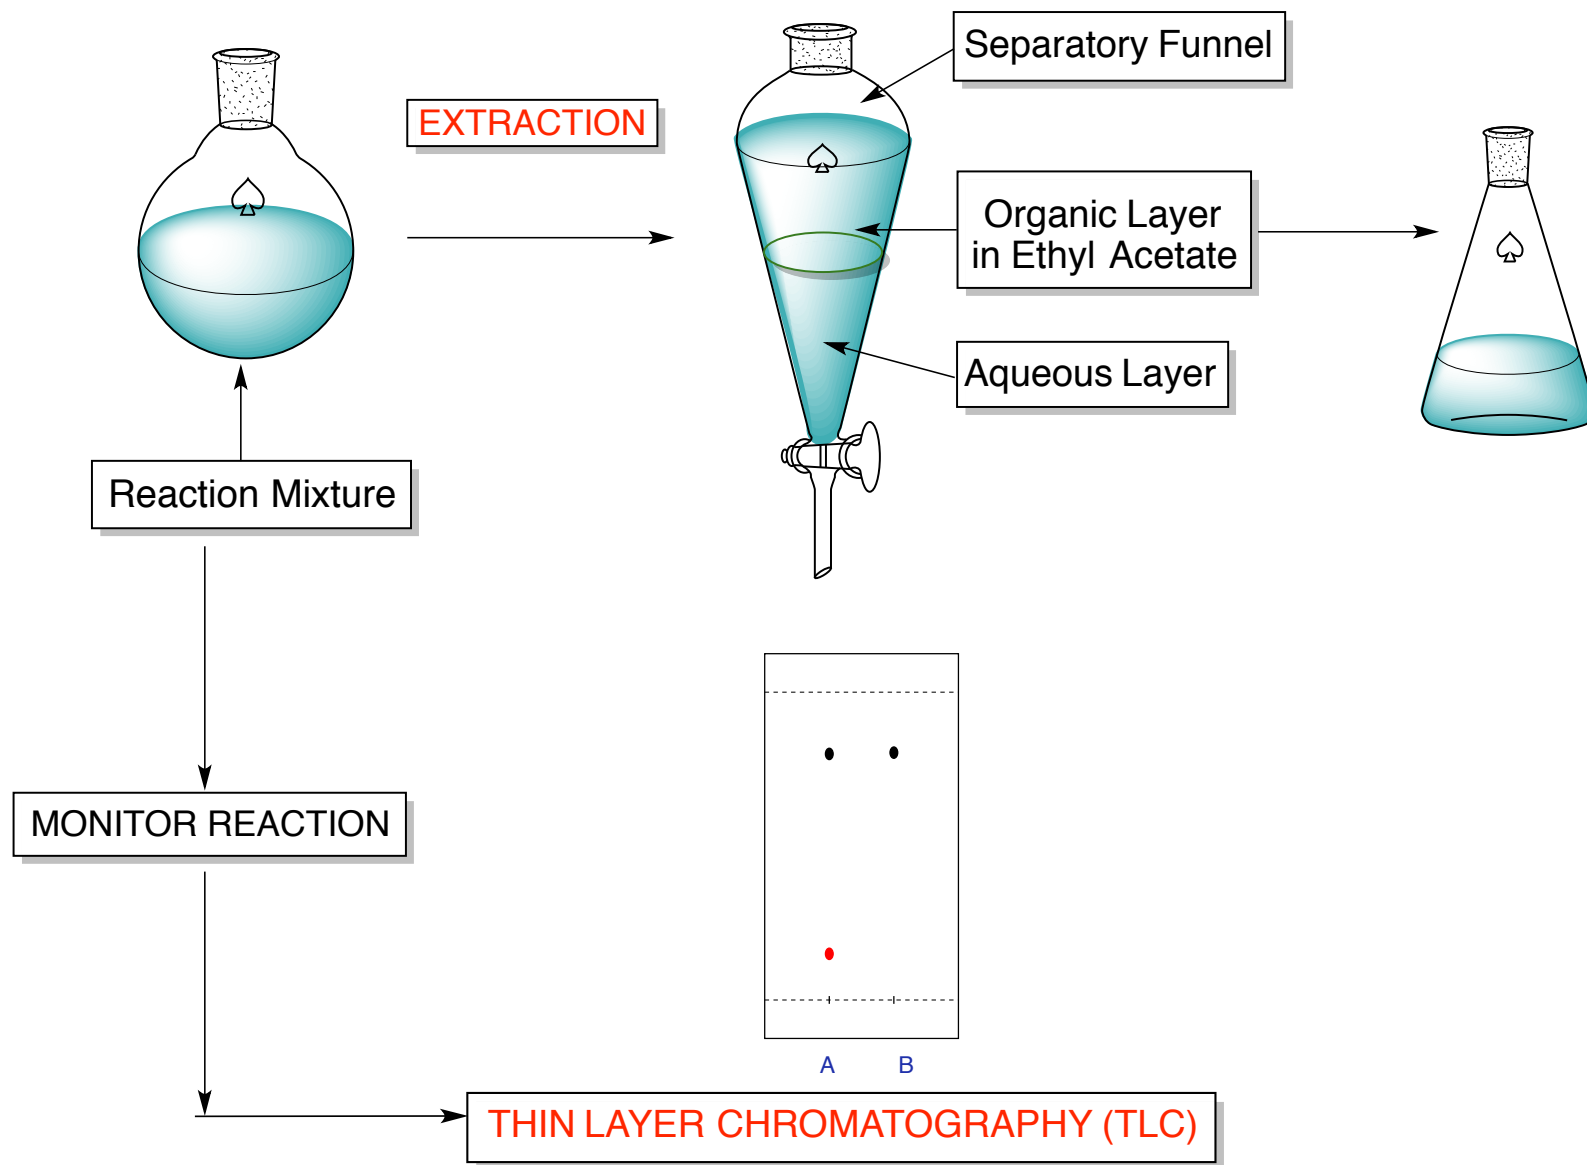 Separatory Funnel
EXTRACTION
Organic Layer
in Ethyl Acetate
Aqueous Layer
Reaction Mixture
MONITOR REACTION
A B
THIN LAYER CHROMATOGRAPHY (TLC)